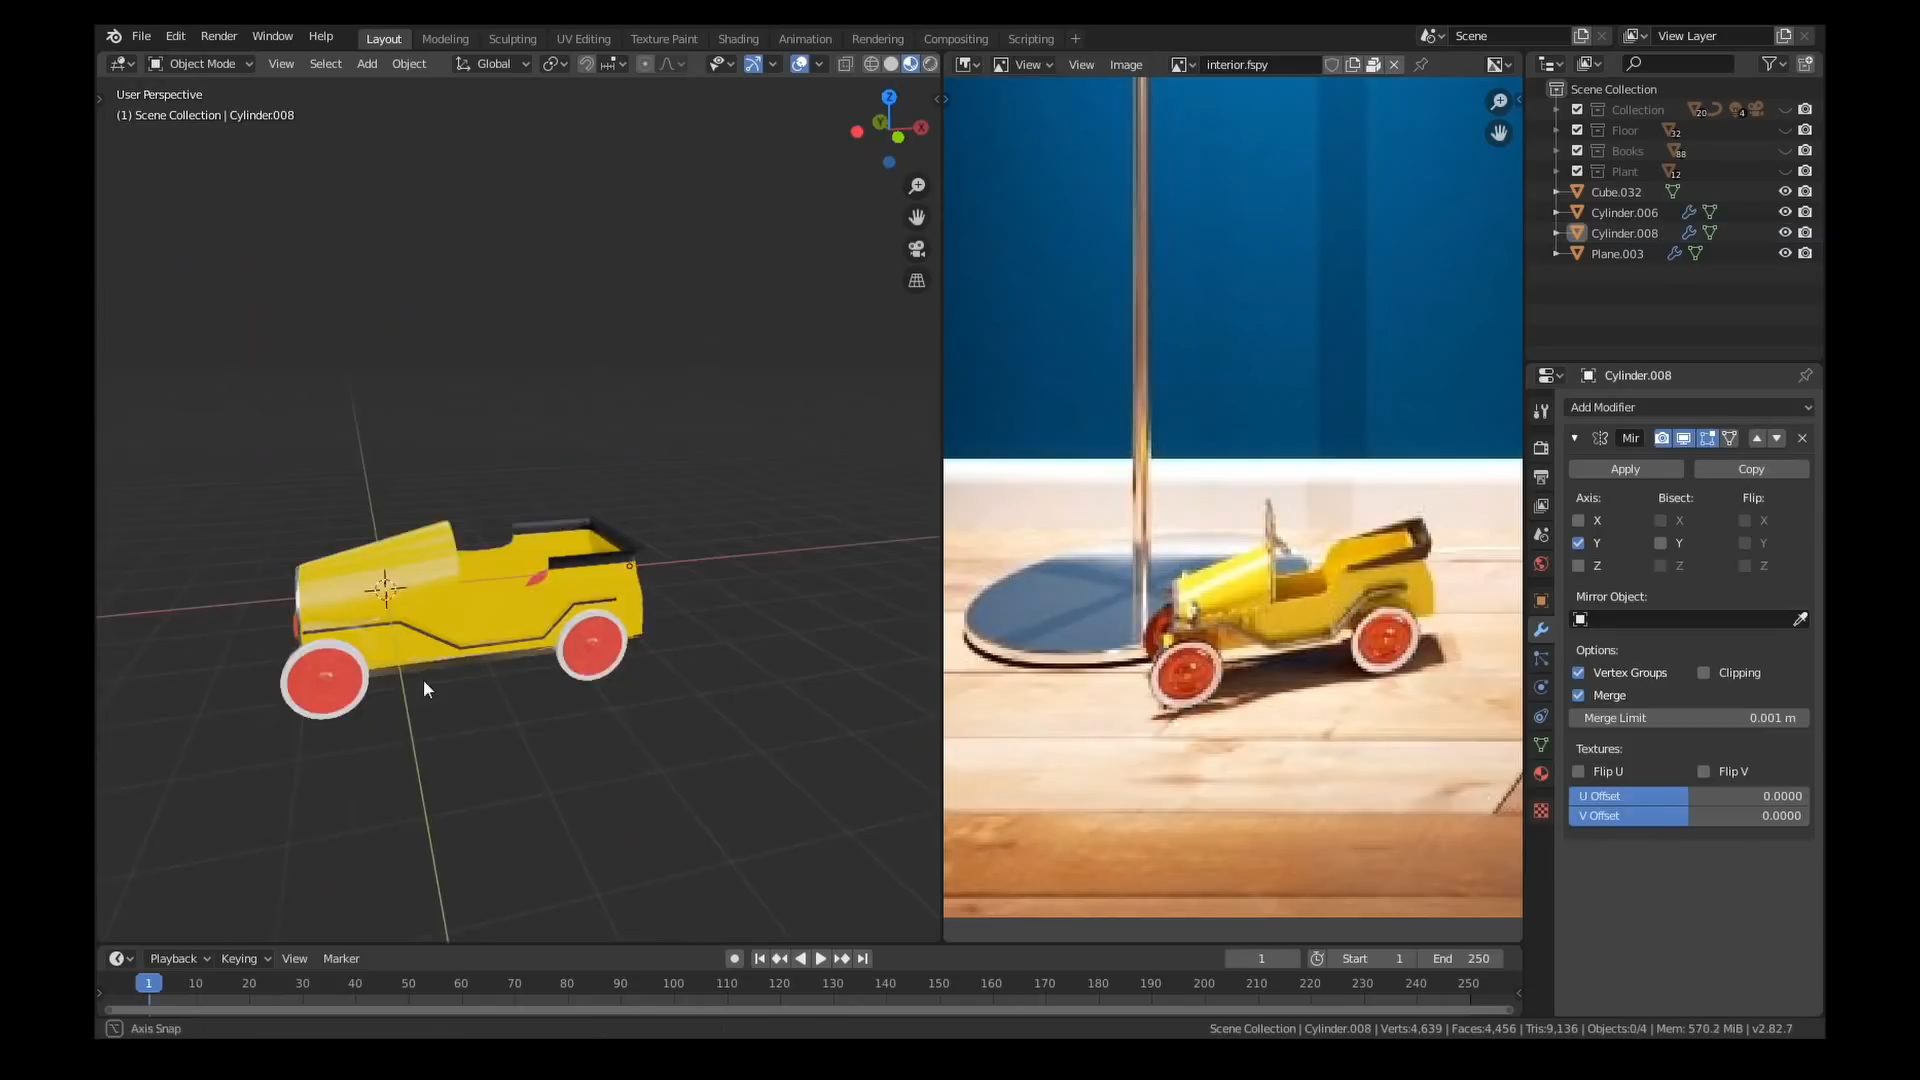 File Edit Render Window Help Layout Modeling Sculpting UV Editing Texture Paint Shading Animation Rendering Compositing Scripting + Scene View Layer
Object Mode View Select Add Object Global View View Image interior.fspy
User Perspective
(1) Scene Collection | Cylinder.008
Z
Y
X
Scene Collection
Collection 20 4
Floor 32
Books 88
Plant 12
Cube.032
Cylinder.006
Cylinder.008
Plane.003
Cylinder.008
Add Modifier
Mir
Apply Copy
Axis: Bisect: Flip:
X X X
Y Y Y
Z Z Z
Mirror Object:
Options:
Vertex Groups Clipping
Merge
Merge Limit 0.001 m
Textures:
Flip U Flip V
U Offset 0.0000
V Offset 0.0000
Playback Keying View Marker 1 Start 1 End 250
1 10 20 30 40 50 60 70 80 90 100 110 120 130 140 150 160 170 180 190 200 210 220 230 240 250
Axis Snap Scene Collection | Cylinder.008 | Verts:4,639 | Faces:4,456 | Tris:9,136 | Objects:0/4 | Mem: 570.2 MiB | v2.82.7